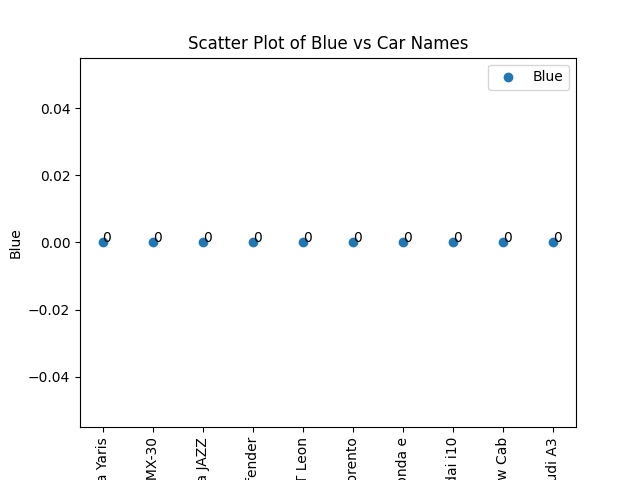 Scatter Plot of Blue vs Car Names
Blue
0.04
0.02
0.00
−0.02
−0.04
Blue
0 0 0 0 0 0 0 0 0 0
a Yaris
MX-30
a JAZZ
fender
T Leon
orento
onda e
dai i10
w Cab
udi A3